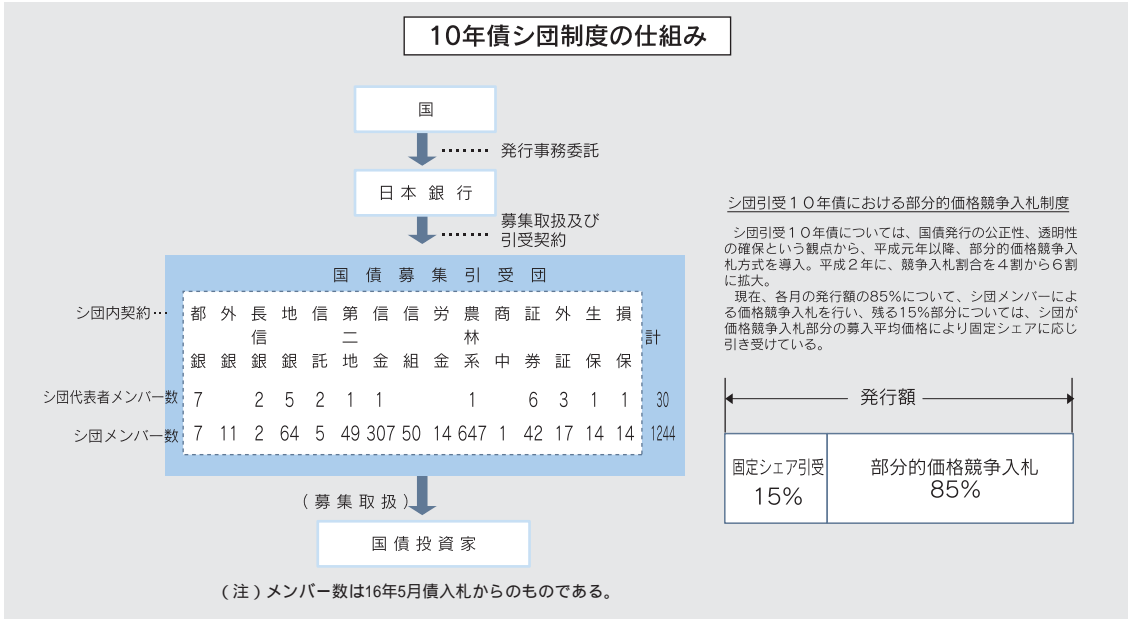 10年債シ団制度の仕組み
国
発行事務委託
日本銀行
募集取扱及び
引受契約
国債募集引受団
シ団内契約
都銀 外銀 長信銀 地銀 信託 第二地 信金 信組 労金 農林系 商中 証券 外証 生保 損保 計
シ団代表者メンバー数 7 2 5 2 1 1 1 6 3 1 1 30
シ団メンバー数 7 11 2 64 5 49 307 50 14 647 1 42 17 14 14 1244
(募集取扱)
国債投資家
(注)メンバー数は16年5月債入札からのものである。
シ団引受10年債における部分的価格競争入札制度
シ団引受10年債については、国債発行の公正性、透明性
の確保という観点から、平成元年以降、部分的価格競争入
札方式を導入。平成2年に、競争入札割合を4割から6割
に拡大。
現在、各月の発行額の85%について、シ団メンバーによ
る価格競争入札を行い、残る15%部分については、シ団が
価格競争入札部分の募入平均価格により固定シェアに応じ
引き受けている。
発行額
固定シェア引受
15%
部分的価格競争入札
85%